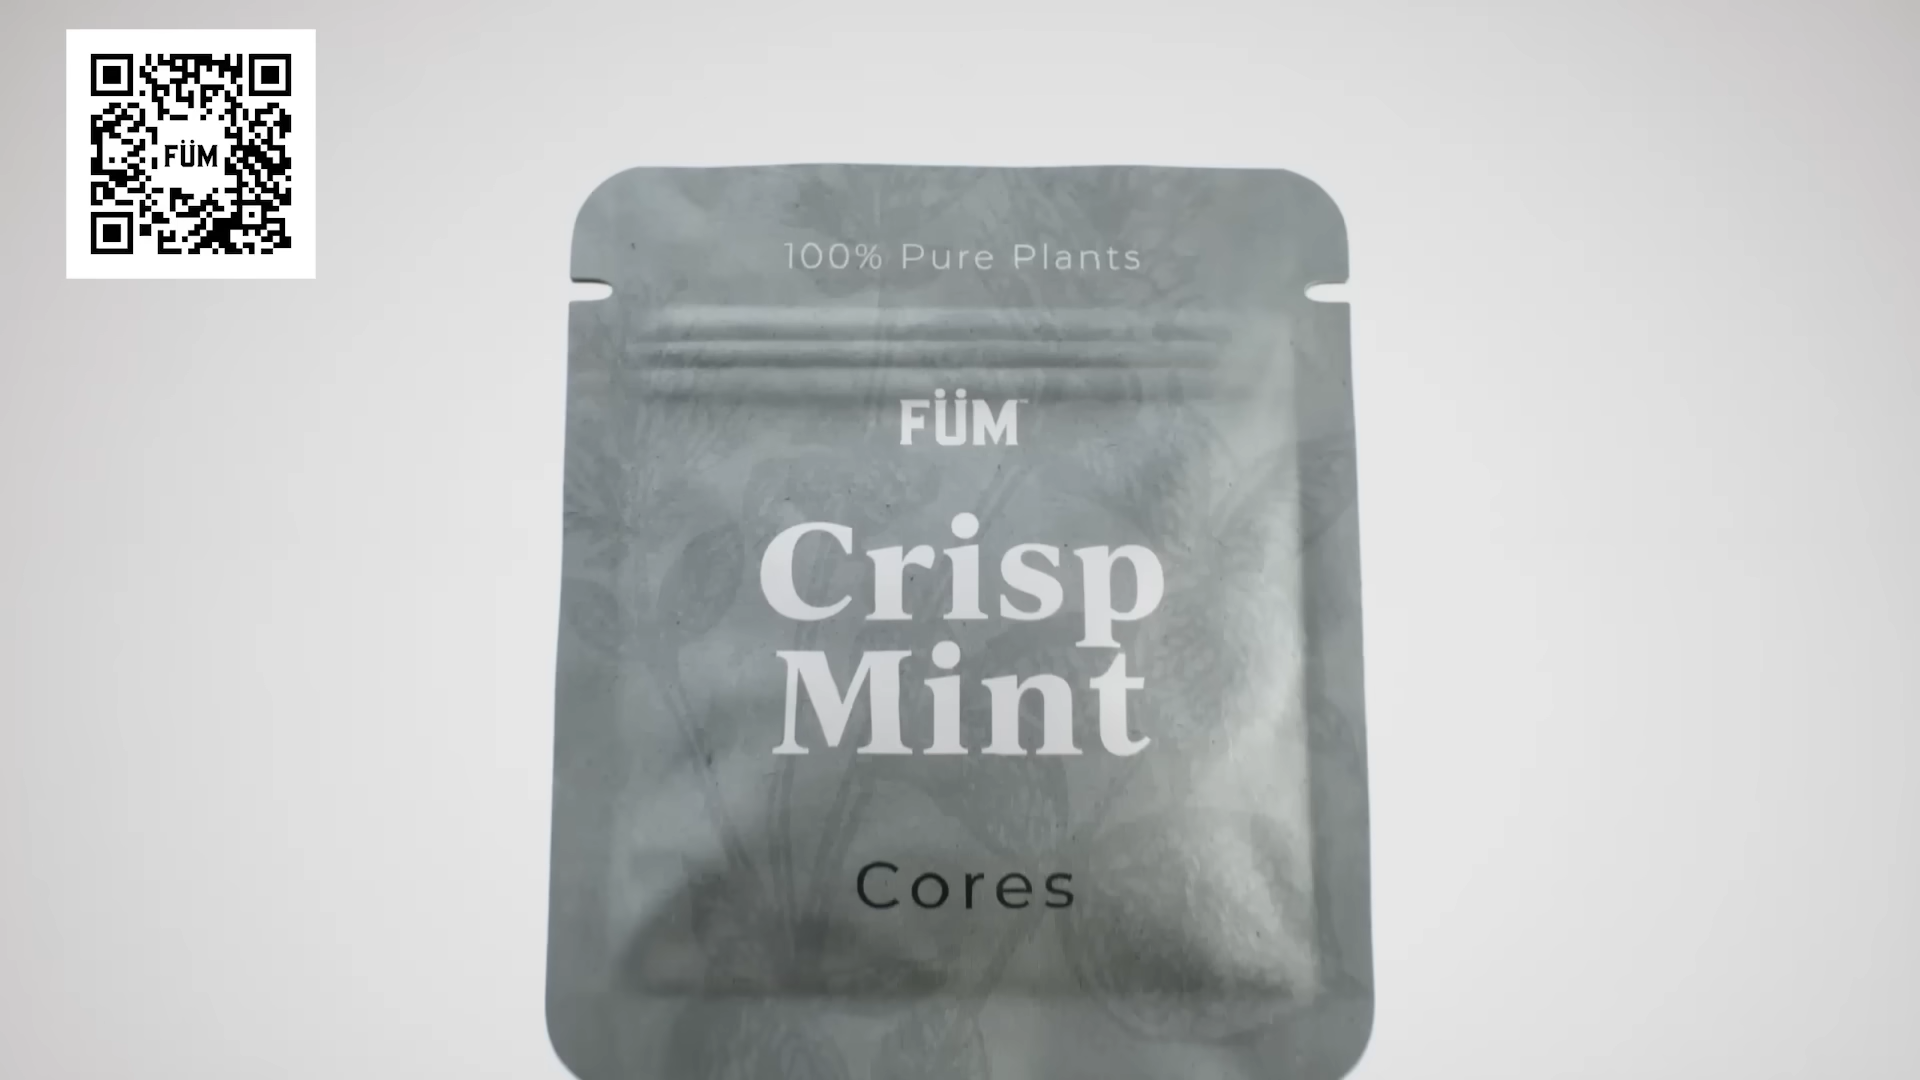 FÜM
100% Pure Plants
FÜM
Crisp
Mint
Cores